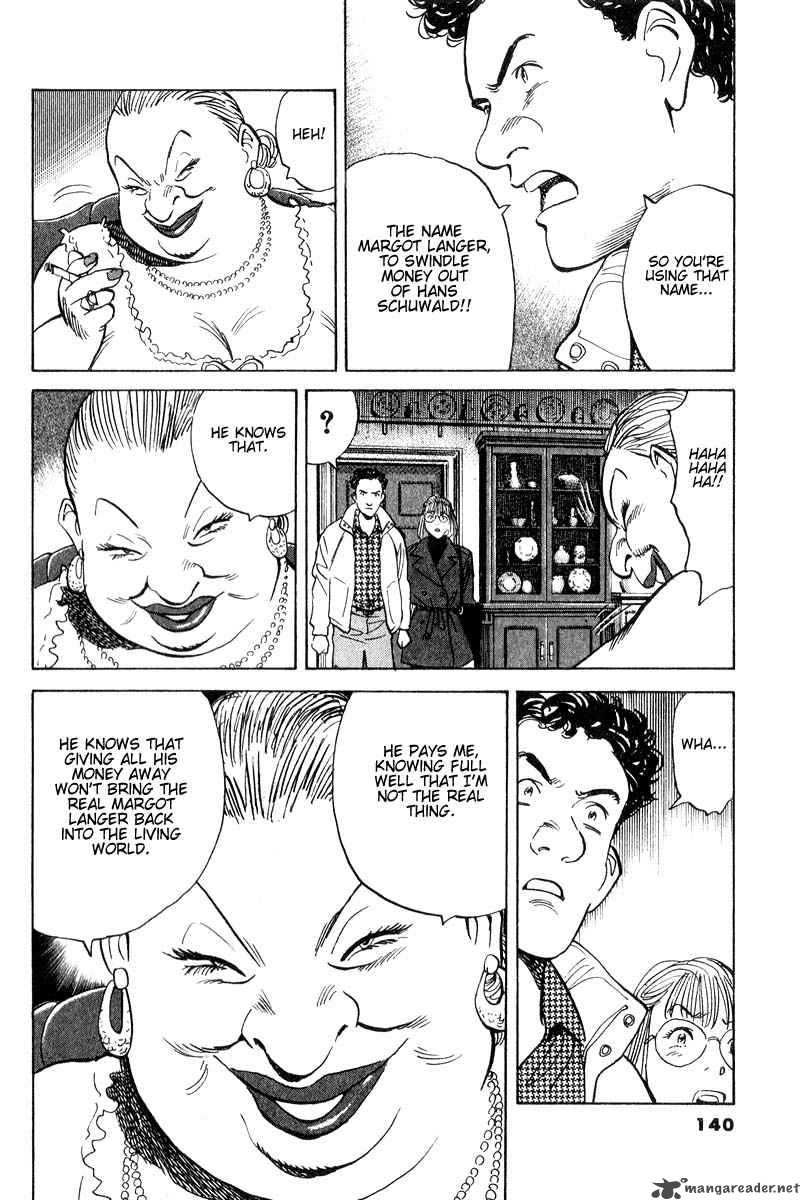 SO YOU'RE
USING THAT
NAME...
THE NAME
MARGOT LANGER,
TO SWINDLE
MONEY OUT
OF HANS
SCHUWALD!!
HEH!
HAHA
HAHA
HA!!
?
HE KNOWS
THAT.
WHA...
HE PAYS ME,
KNOWING FULL
WELL THAT I'M
NOT THE REAL
THING.
HE KNOWS THAT
GIVING ALL HIS
MONEY AWAY
WON'T BRING THE
REAL MARGOT
LANGER BACK
INTO THE LIVING
WORLD.
140
mangareader.net